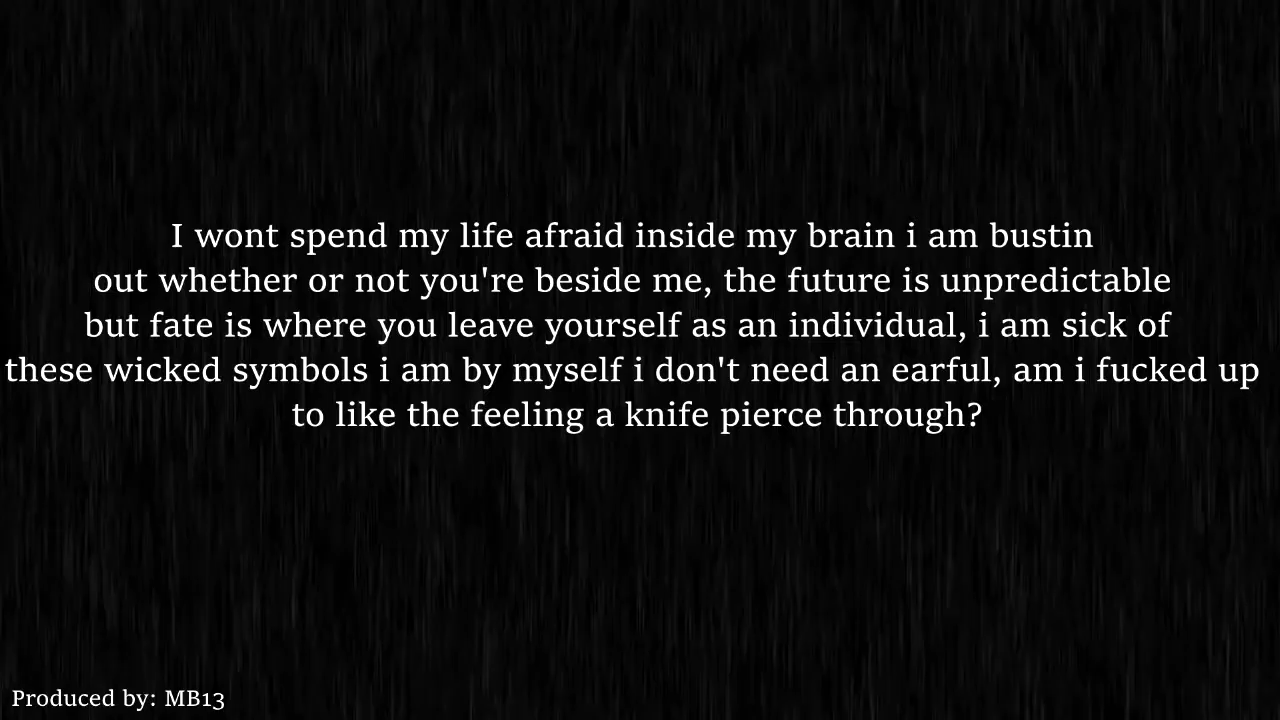 I wont spend my life afraid inside my brain i am bustin
out whether or not you're beside me, the future is unpredictable
but fate is where you leave yourself as an individual, i am sick of
these wicked symbols i am by myself i don't need an earful, am i fucked up
to like the feeling a knife pierce through?
Produced by: MB13